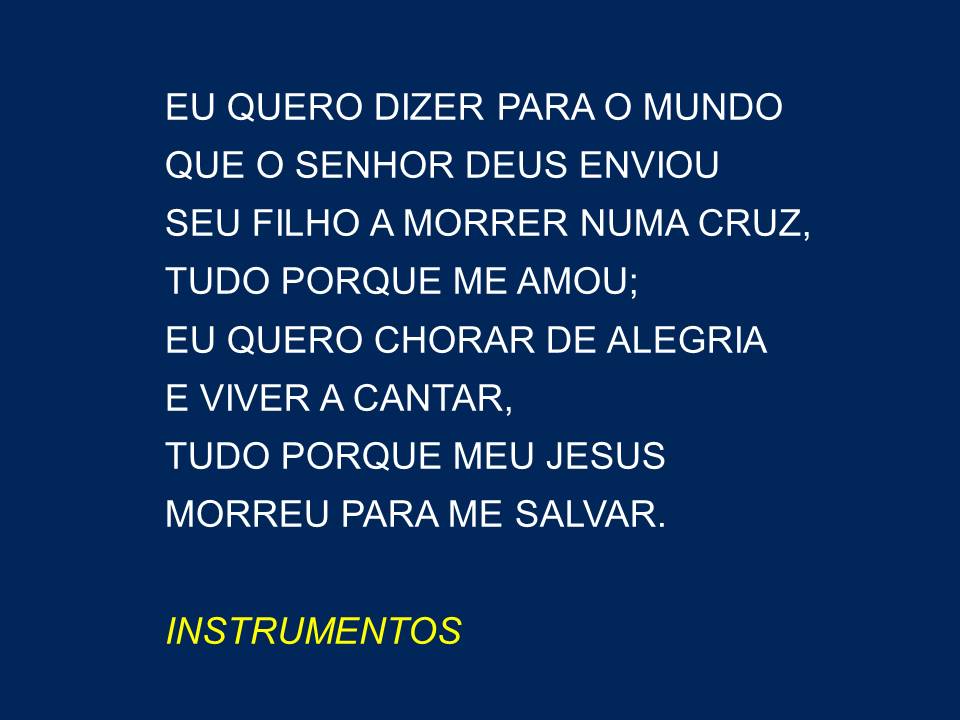 EU QUERO DIZER PARA O MUNDO
QUE O SENHOR DEUS ENVIOU
SEU FILHO A MORRER NUMA CRUZ,
TUDO PORQUE ME AMOU;
EU QUERO CHORAR DE ALEGRIA
E VIVER A CANTAR,
TUDO PORQUE MEU JESUS
MORREU PARA ME SALVAR.
INSTRUMENTOS